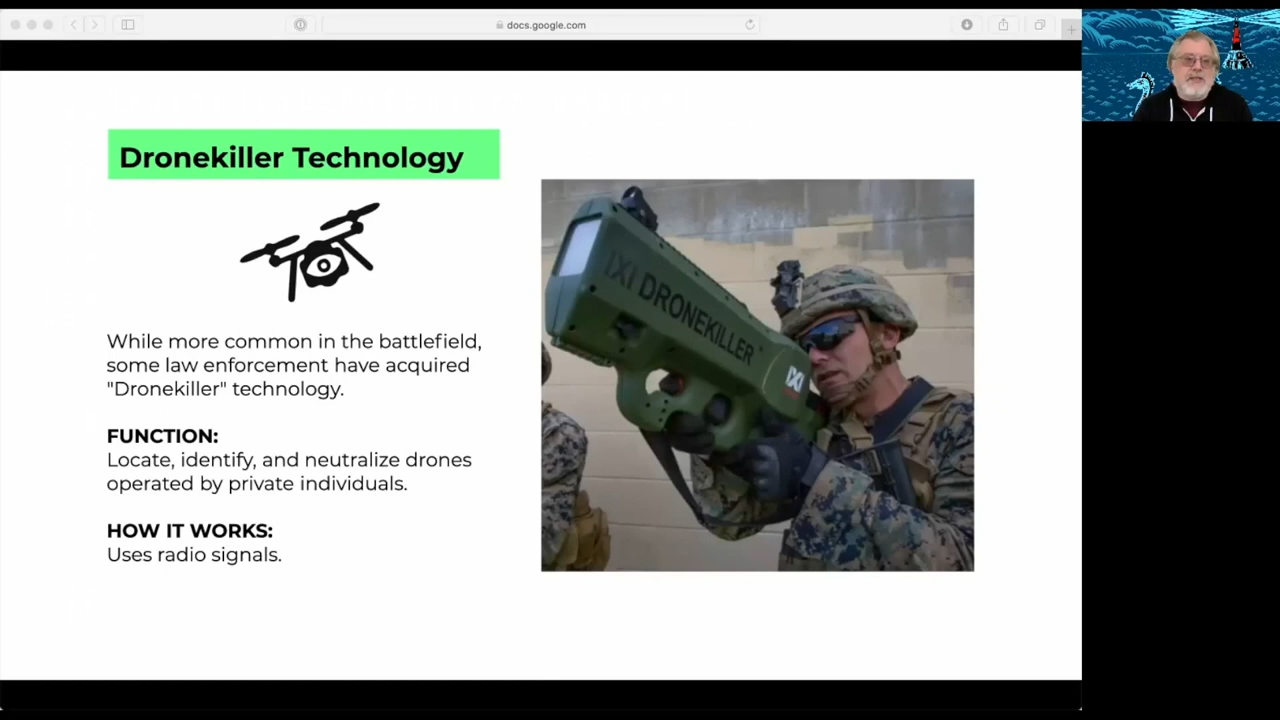 docs.google.com
Dronekiller Technology
While more common in the battlefield,
some law enforcement have acquired
"Dronekiller" technology.
FUNCTION:
Locate, identify, and neutralize drones
operated by private individuals.
HOW IT WORKS:
Uses radio signals.
IXI DRONEKILLER
IXI